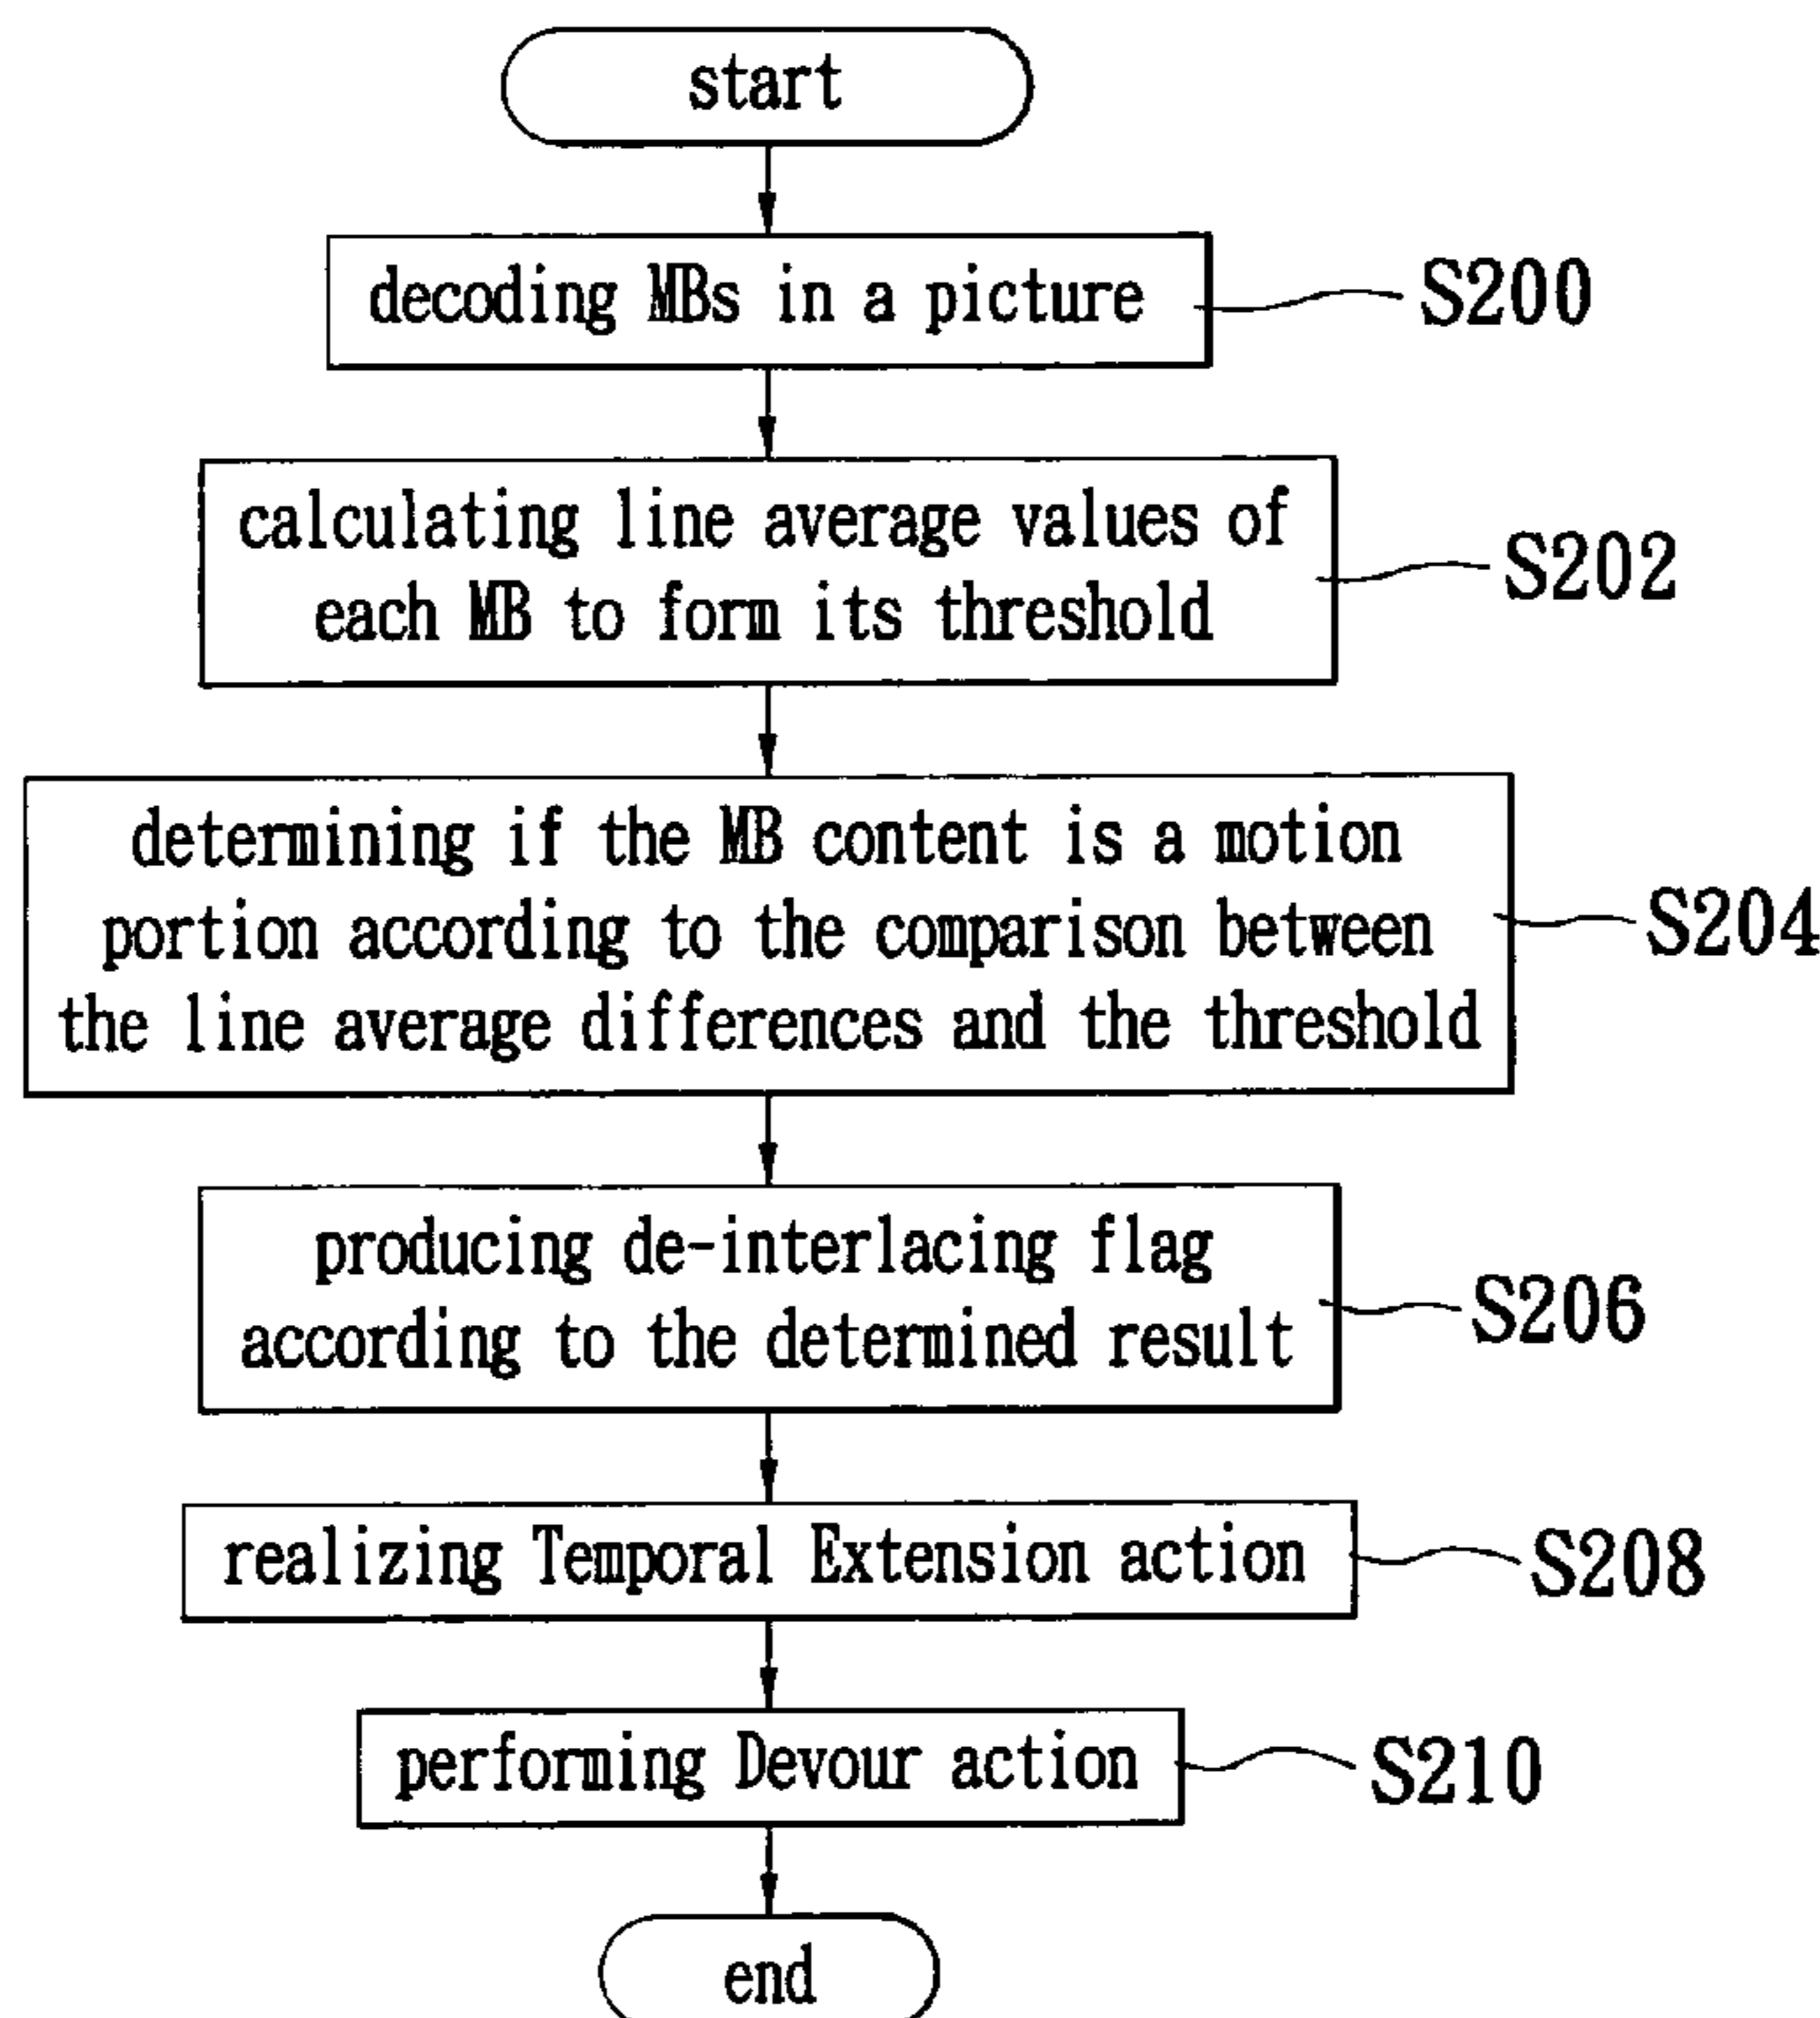 start
decoding MBs in a picture
S200
calculating line average values of
each MB to form its threshold
S202
determining if the MB content is a motion
portion according to the comparison between
the line average differences and the threshold
S204
producing de-interlacing flag
according to the determined result
S206
realizing Temporal Extension action
S208
performing Devour action
S210
end